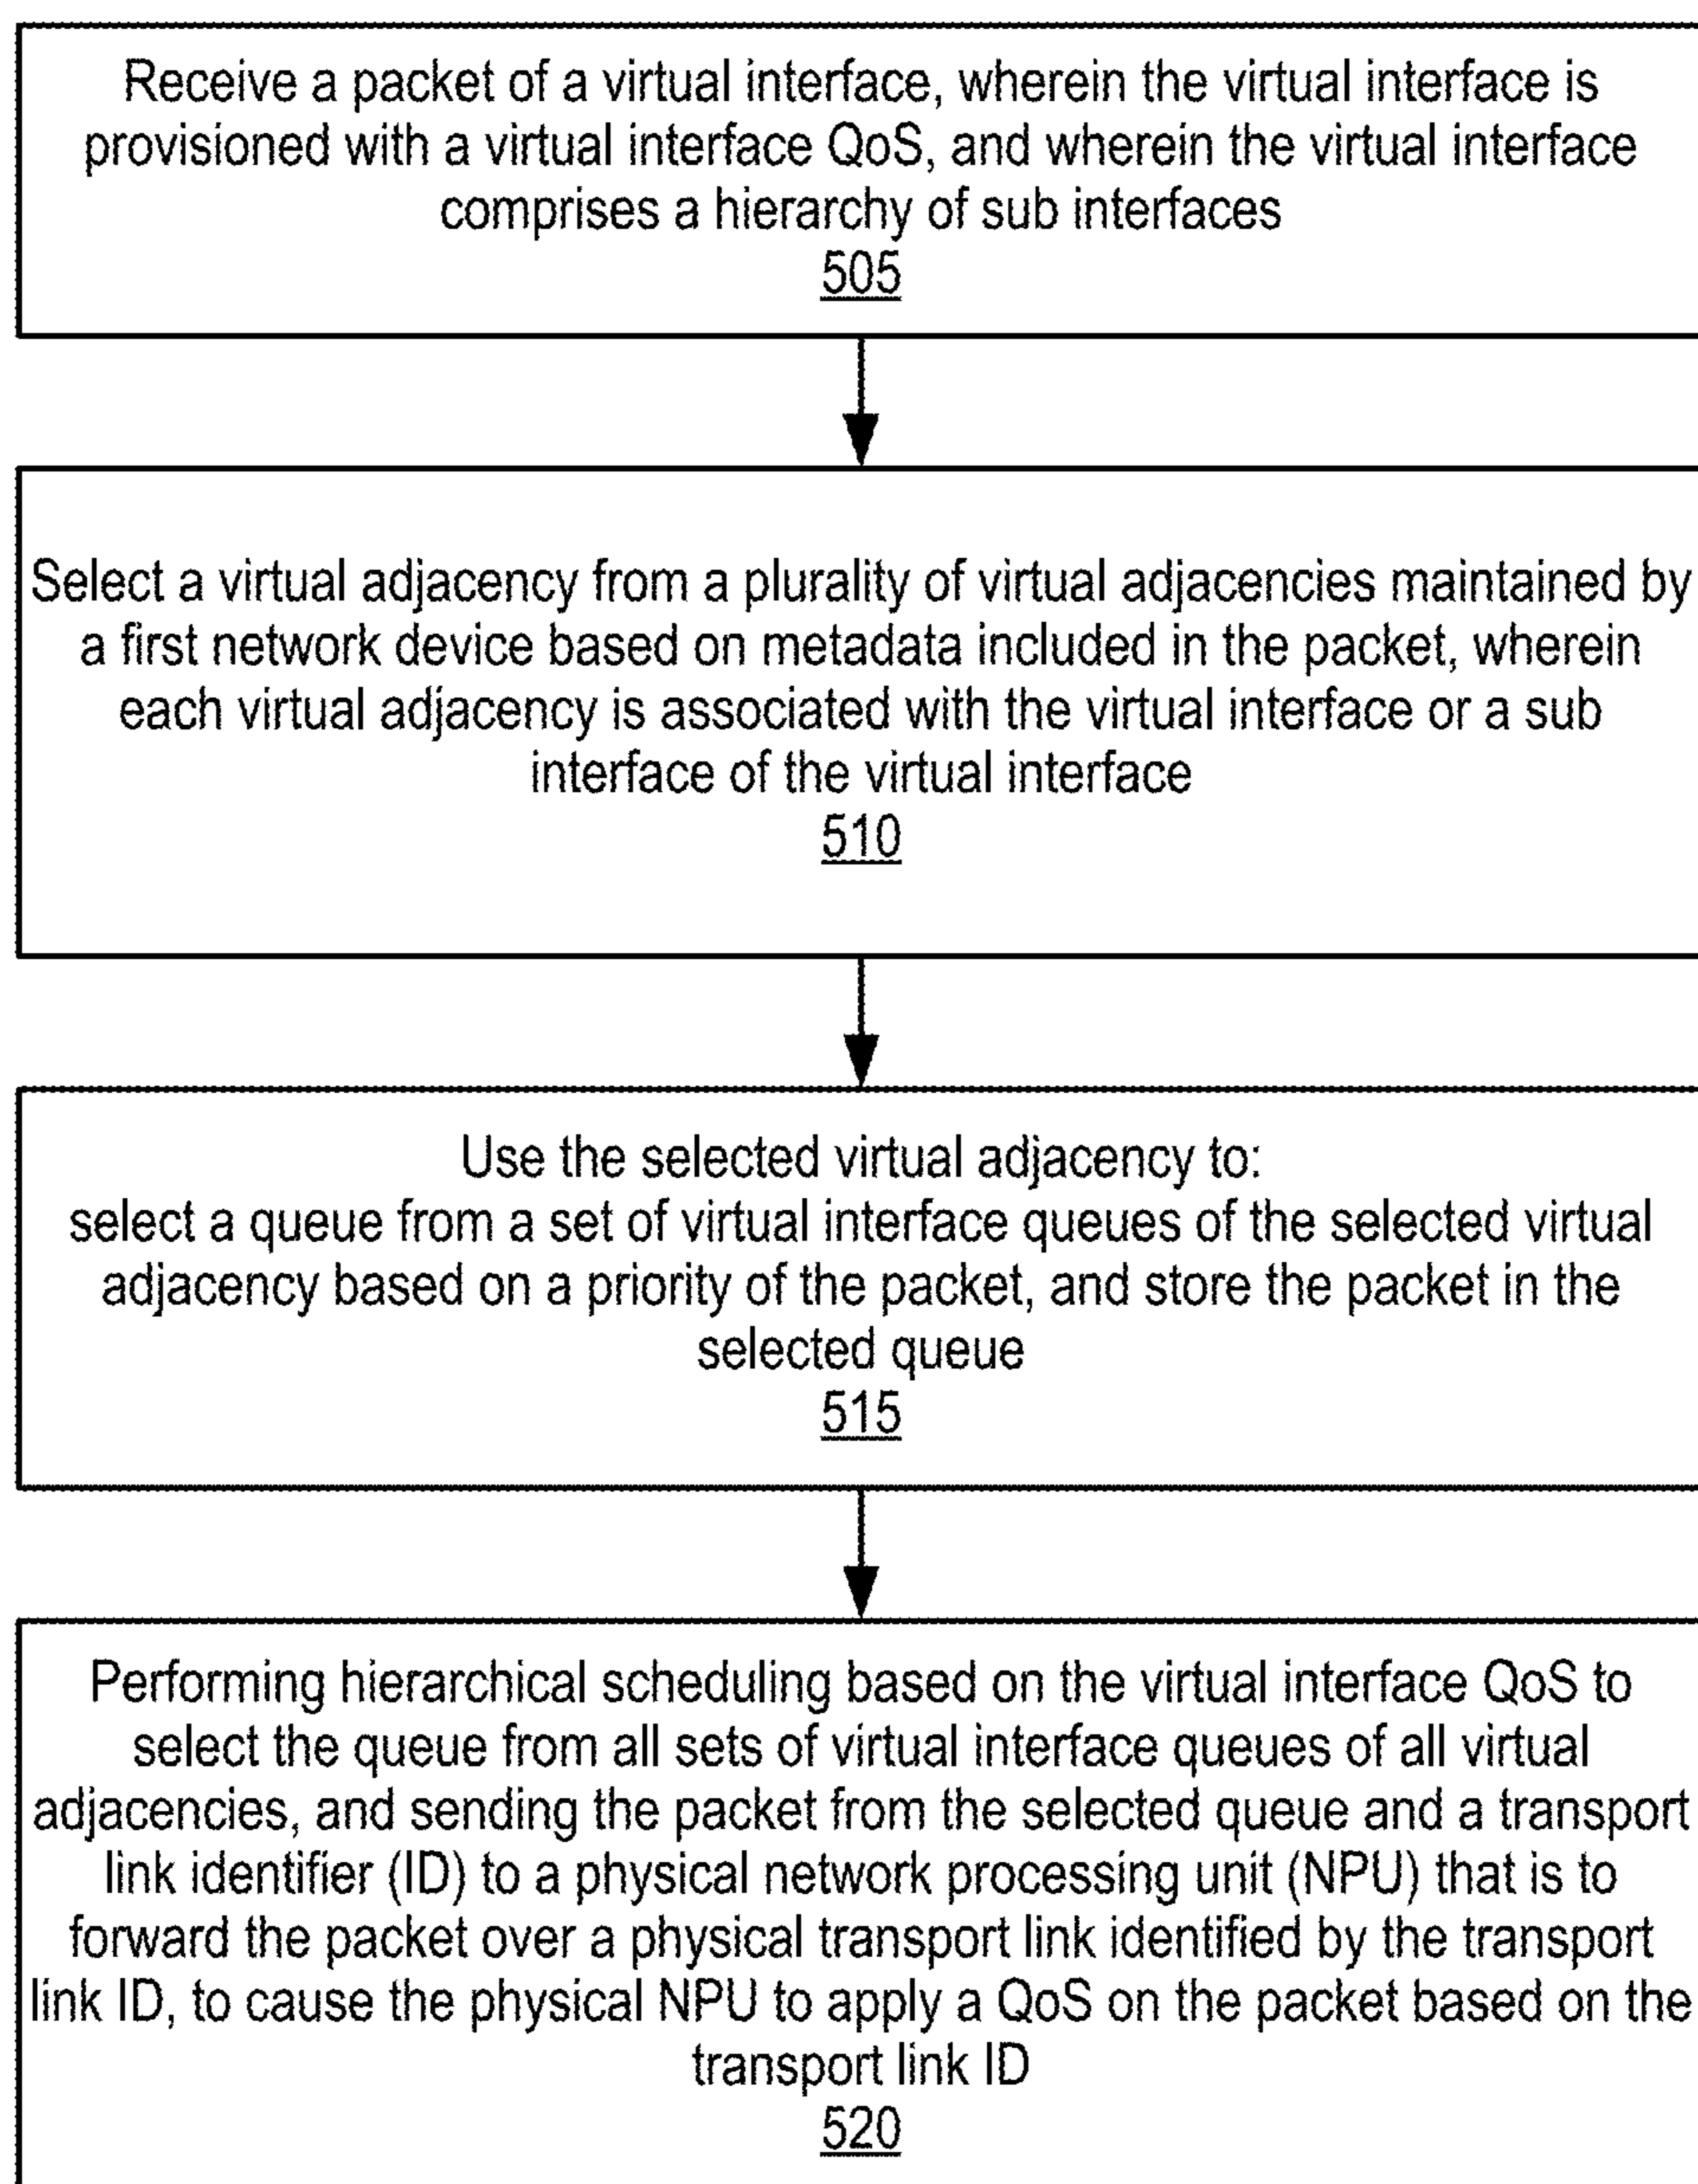 Receive a packet of a virtual interface, wherein the virtual interface is
provisioned with a virtual interface QoS, and wherein the virtual interface
comprises a hierarchy of sub interfaces
505
Select a virtual adjacency from a plurality of virtual adjacencies maintained by
a first network device based on metadata included in the packet, wherein
each virtual adjacency is associated with the virtual interface or a sub
interface of the virtual interface
510
Use the selected virtual adjacency to:
select a queue from a set of virtual interface queues of the selected virtual
adjacency based on a priority of the packet, and store the packet in the
selected queue
515
Performing hierarchical scheduling based on the virtual interface QoS to
select the queue from all sets of virtual interface queues of all virtual
adjacencies, and sending the packet from the selected queue and a transport
link identifier (ID) to a physical network processing unit (NPU) that is to
forward the packet over a physical transport link identified by the transport
link ID, to cause the physical NPU to apply a QoS on the packet based on the
transport link ID
520